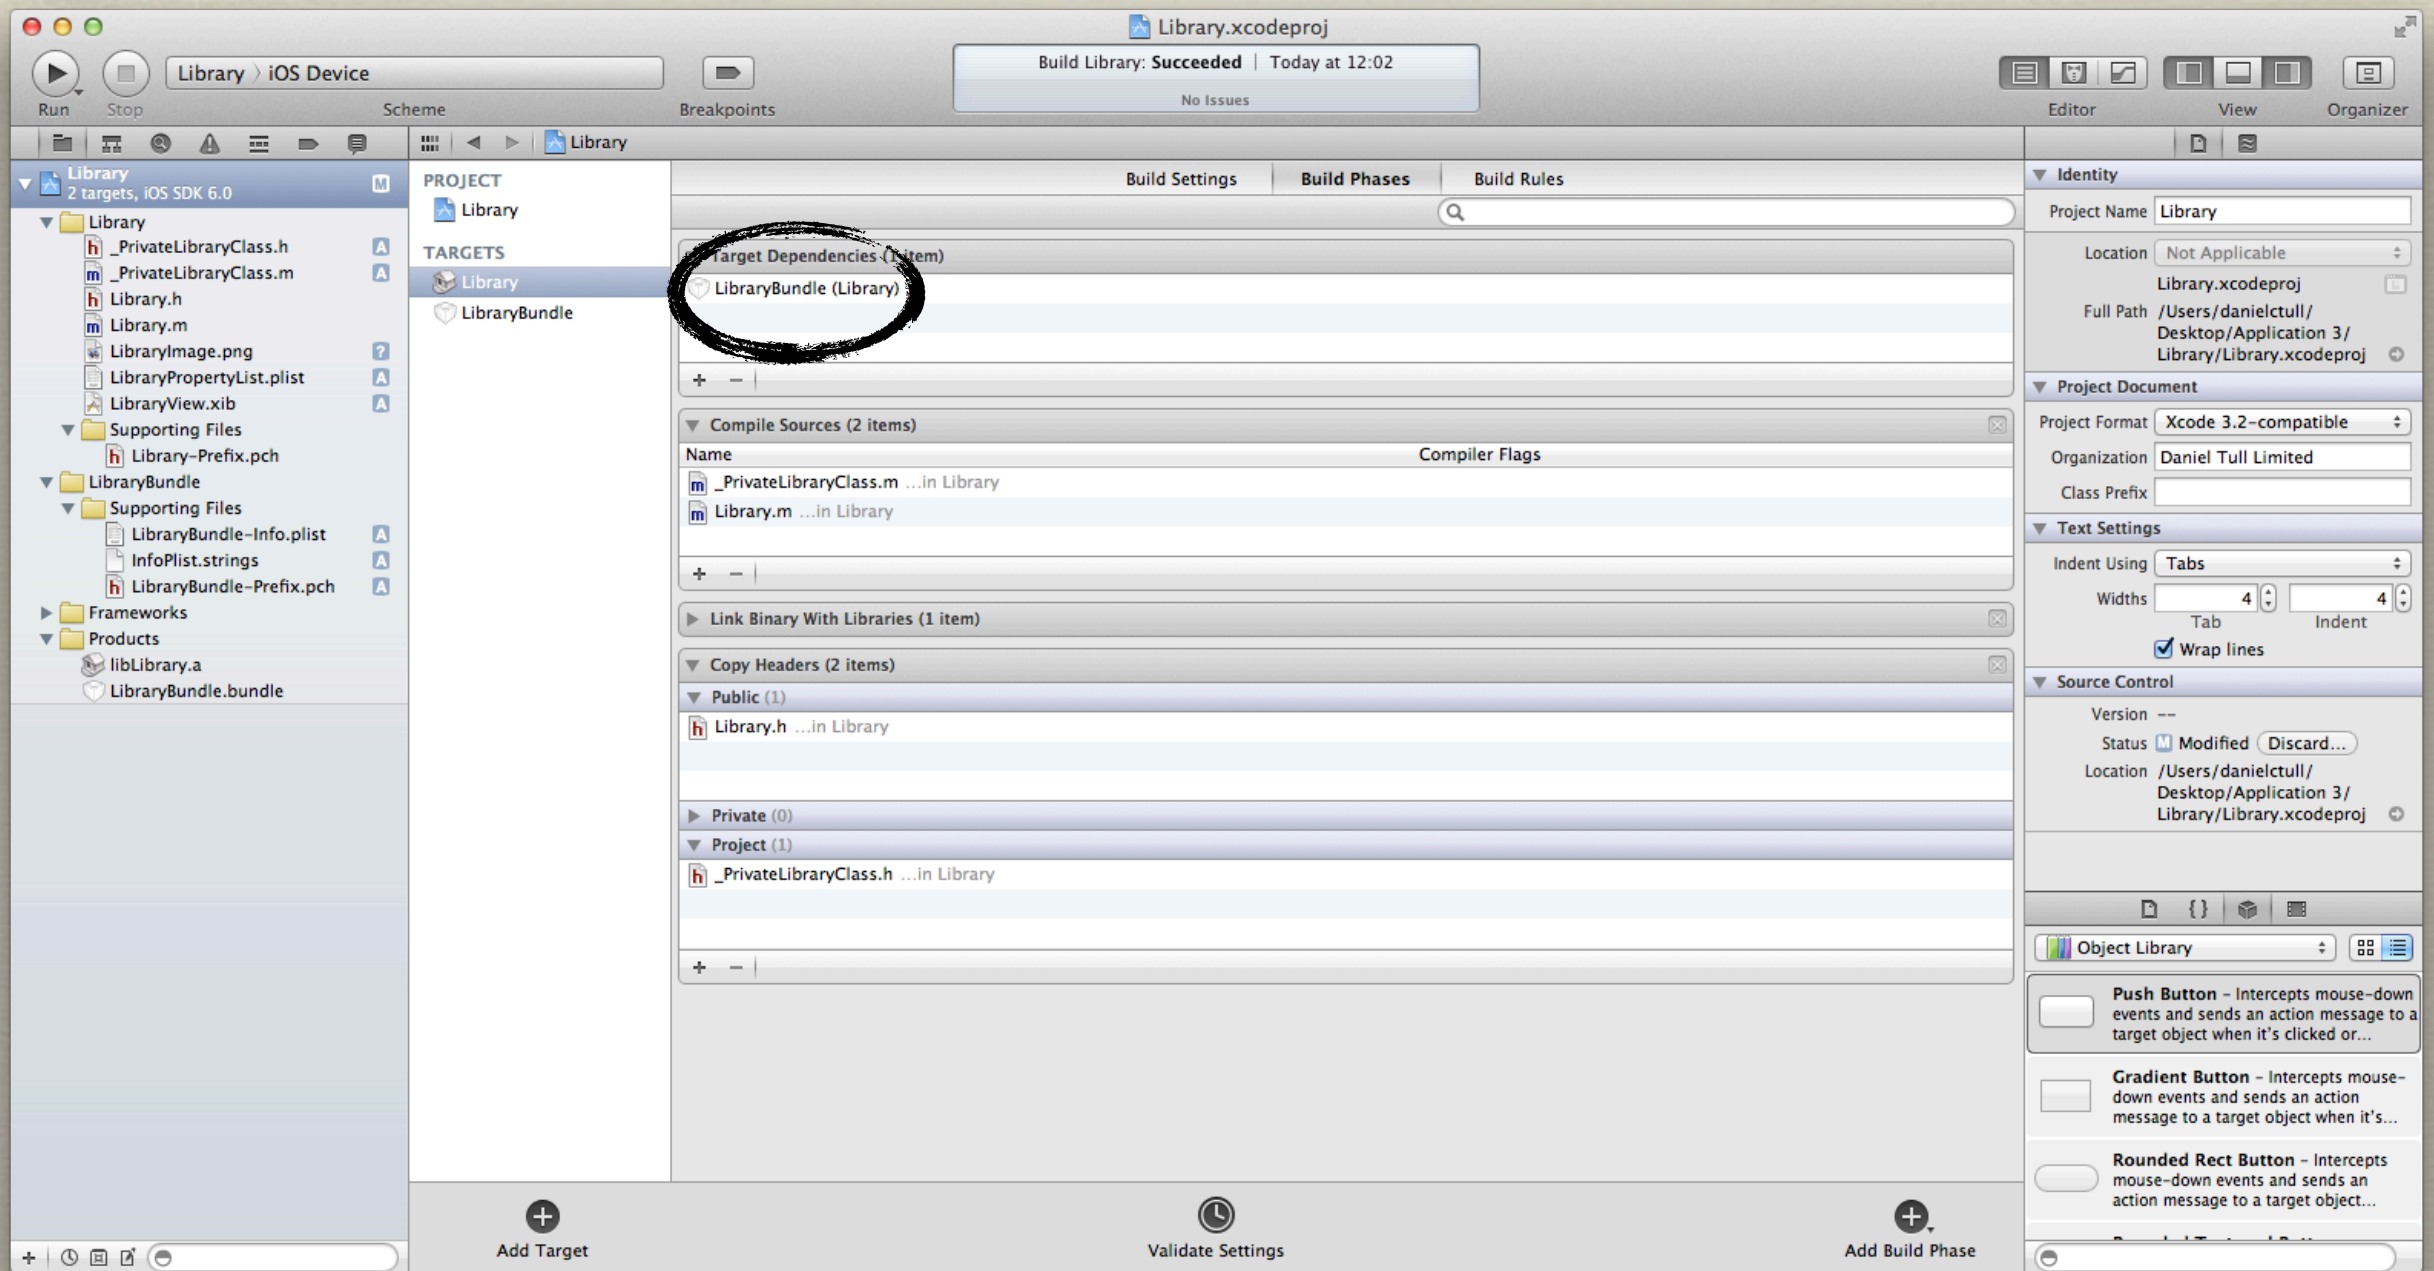 Library.xcodeproj
Library › iOS Device
Build Library: Succeeded | Today at 12:02
No Issues
Run
Stop
Scheme
Breakpoints
Editor
View
Organizer
Library
2 targets, iOS SDK 6.0
M
Library
_PrivateLibraryClass.h A
_PrivateLibraryClass.m A
Library.h
Library.m
LibraryImage.png ?
LibraryPropertyList.plist A
LibraryView.xib A
Supporting Files
Library-Prefix.pch
LibraryBundle
Supporting Files
LibraryBundle-Info.plist A
InfoPlist.strings A
LibraryBundle-Prefix.pch A
Frameworks
Products
libLibrary.a
LibraryBundle.bundle
Library
PROJECT
Library
TARGETS
Library
LibraryBundle
Build Settings
Build Phases
Build Rules
Target Dependencies (1 item)
LibraryBundle (Library)
Compile Sources (2 items)
Name
Compiler Flags
_PrivateLibraryClass.m ...in Library
Library.m ...in Library
Link Binary With Libraries (1 item)
Copy Headers (2 items)
Public (1)
Library.h ...in Library
Private (0)
Project (1)
_PrivateLibraryClass.h ...in Library
Add Target
Validate Settings
Add Build Phase
Identity
Project Name Library
Location Not Applicable
Library.xcodeproj
Full Path /Users/danielctull/
Desktop/Application 3/
Library/Library.xcodeproj
Project Document
Project Format Xcode 3.2-compatible
Organization Daniel Tull Limited
Class Prefix
Text Settings
Indent Using Tabs
Widths 4 4
Tab Indent
Wrap lines
Source Control
Version --
Status M Modified Discard...
Location /Users/danielctull/
Desktop/Application 3/
Library/Library.xcodeproj
{}
Object Library
Push Button - Intercepts mouse-down
events and sends an action message to a
target object when it's clicked or...
Gradient Button - Intercepts mouse-
down events and sends an action
message to a target object when it's...
Rounded Rect Button - Intercepts
mouse-down events and sends an
action message to a target object...